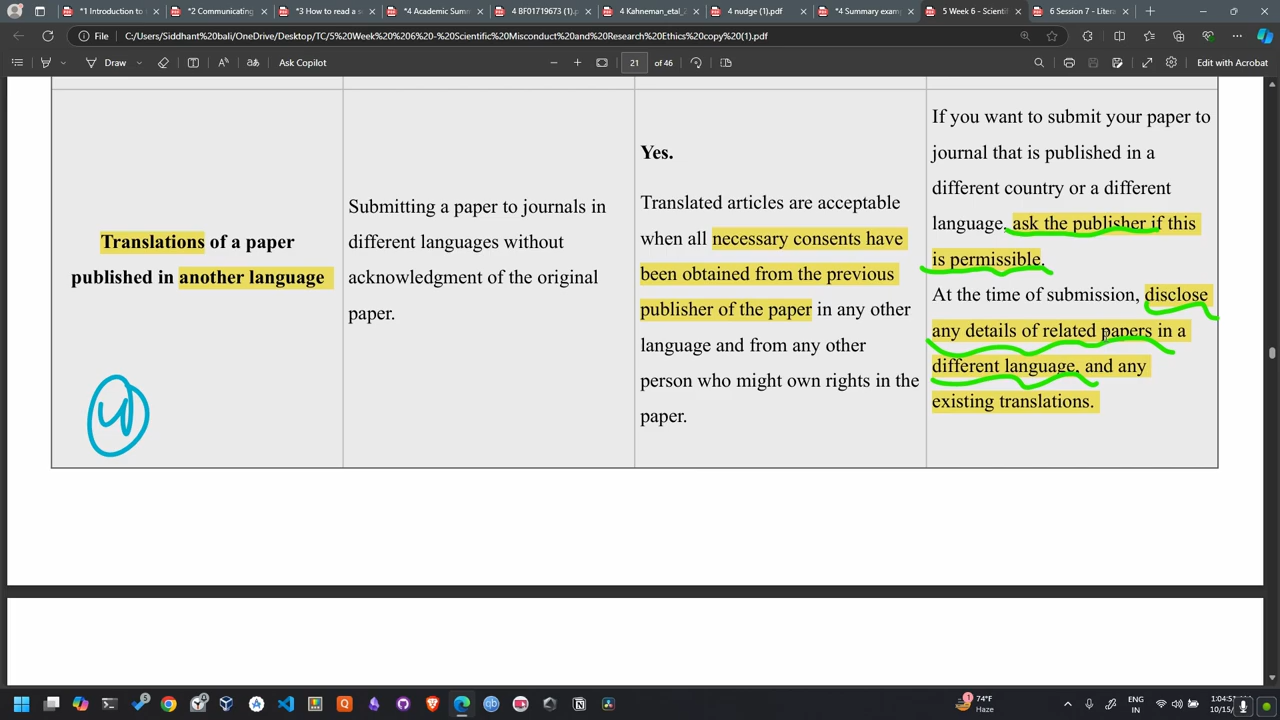 *1 Introduction to
*2 Communicating
*3 How to read a s
*4 Academic Summ
4 BF01719673 (1).p
4 Kahneman_etal_
4 nudge (1).pdf
*4 Summary exam
5 Week 6 - Scientif
6 Session 7 - Litera
File
C:/Users/Siddhant bali/OneDrive/Desktop/TC/5%20Week%20%206%20-%20Scientific%20Misconduct%20and%20Research%20Ethics%20copy%20(1).pdf
Draw
Ask Copilot
21 of 46
Edit with Acrobat
Translations of a paper
published in another language
Submitting a paper to journals in
different languages without
acknowledgment of the original
paper.
Yes.
Translated articles are acceptable
when all necessary consents have
been obtained from the previous
publisher of the paper in any other
language and from any other
person who might own rights in the
paper.
If you want to submit your paper to
journal that is published in a
different country or a different
language, ask the publisher if this
is permissible.
At the time of submission, disclose
any details of related papers in a
different language, and any
existing translations.
74°F
Haze
ENG
IN
10/15/